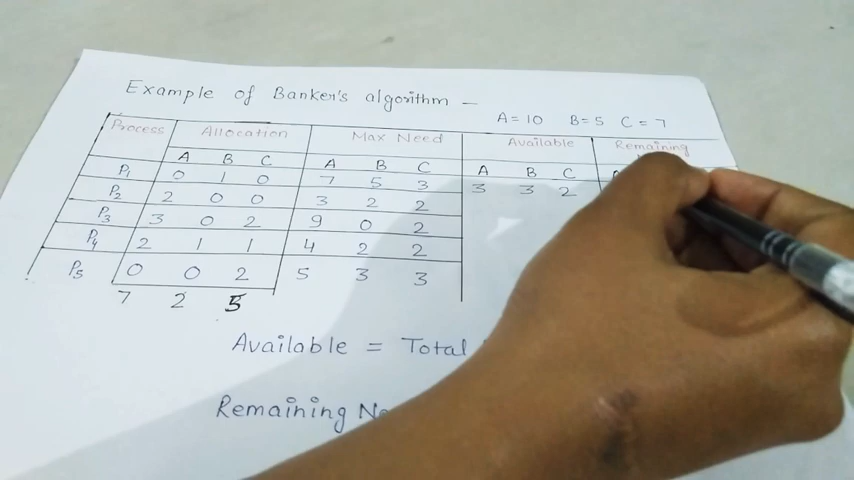 Example of Banker's algorithm —
A=10 B=5 C=7
Process Allocation Max Need Available Remaining
A B C A B C A B C
P1 0 1 0 7 5 3 3 3 2
P2 2 0 0 3 2 2
P3 3 0 2 9 0 2
P4 2 1 1 4 2 2
P5 0 0 2 5 3 3
7 2 5
Available = Total
Remaining